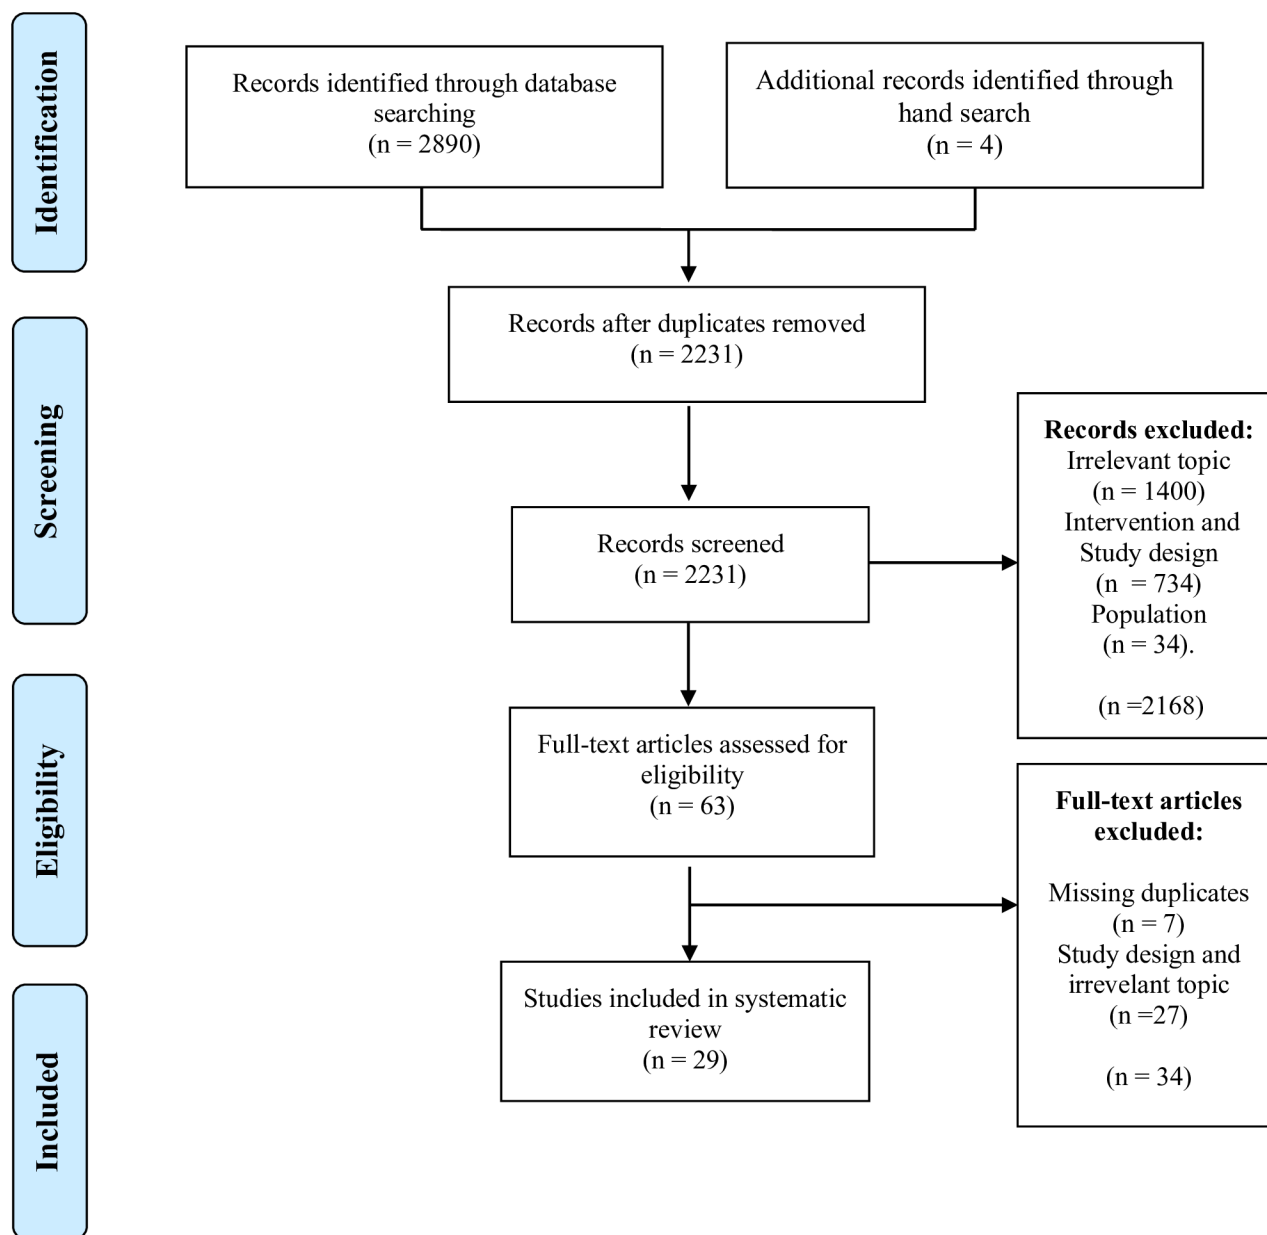 Identification
Records identified through database
searching
(n = 2890)
Additional records identified through
hand search
(n = 4)
Records after duplicates removed
(n = 2231)
Screening
Records screened
(n = 2231)
Records excluded:
Irrelevant topic
(n = 1400)
Intervention and
Study design
(n  = 734)
Population
(n = 34).
(n =2168)
Eligibility
Full-text articles assessed for
eligibility
(n = 63)
Full-text articles
excluded:
Missing duplicates
(n = 7)
Study design and
irrevelant topic
(n =27)
(n = 34)
Included
Studies included in systematic
review
(n = 29)